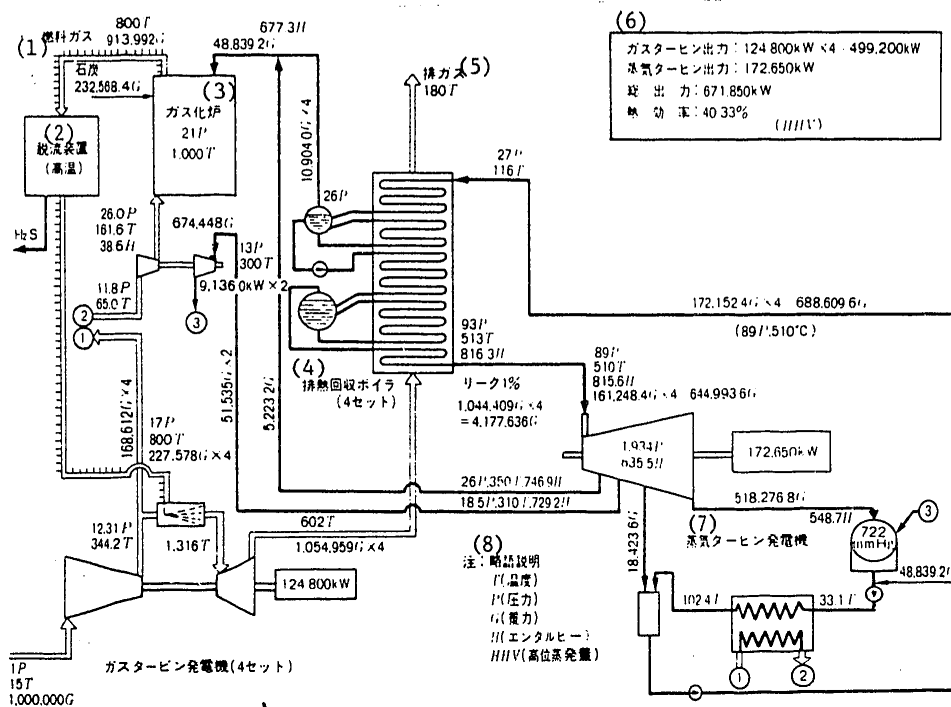 (1)
燃料ガス
800T
913.992G
石炭
232,568.4G
(2)
脱流装置
(高温)
H₂S
(3)
ガス化炉
21P
1.000T
677.3H
48.839.2G
26.0P
161.6T
38.6H
674.448G
13P
300T
9.136.0kW×2
11.8P
65.0T
②
①
③
168.612G×4
51.535G×2
5.223.2G
10.904.0G×4
17P
800T
227.578G×4
12.31P
344.2T
1.316T
602T
1.054.959G×4
124 800kW
1P
15T
1,000,000G
ガスタービン発電機(4セット)
(5)
排ガス
180T
26P
27P
116T
(4)
排熱回収ボイラ
(4セット)
93P
513T
816 3H
リーク1%
1.044.409G×4
=4.177.636G
(6)
ガスタービン出力:124 800kW×4 499,200kW
蒸気タービン出力:172.650kW
総出力:671,850kW
熱効率:40 33%
(HHV)
172.152 4G×4 688.609 6G
(89P,510°C)
89P
510T
815.6H
161,248.4G×4 644,993 6G
1,934P
635.5H
172,650kW
26P,350T,746.9H
18 5P,310T,729.2H
518.276 8G
(7)
蒸気タービン発電機
548.7H
③
722
mmHg
48,839.2
18.423.6G
102.4T
33.1T
①
②
(8)
注:略語説明
T(温度)
P(圧力)
G(重力)
H(エンタルピー)
HHV(高位蒸発量)